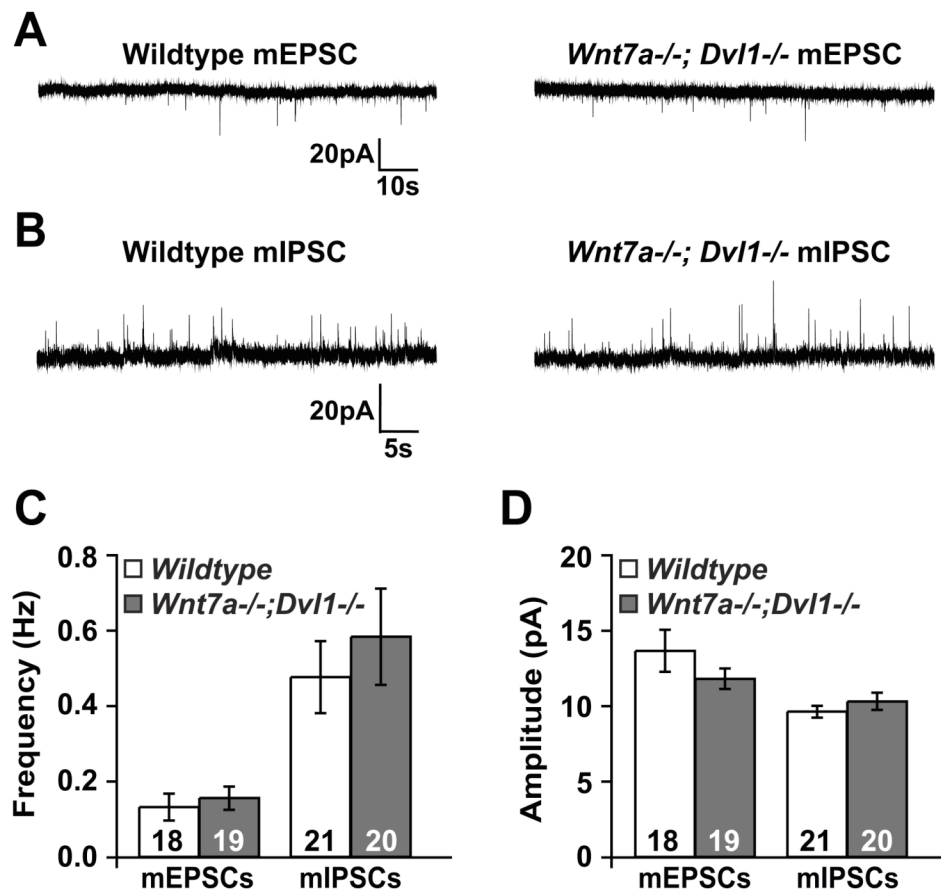 A
Wildtype mEPSC
Wnt7a-/-; Dvl1-/- mEPSC
20pA
10s
B
Wildtype mIPSC
Wnt7a-/-; Dvl1-/- mIPSC
20pA
5s
C
Frequency (Hz)
0.8
0.6
0.4
0.2
0.0
Wildtype
Wnt7a-/-;Dvl1-/-
18
19
21
20
mEPSCs
mIPSCs
D
Amplitude (pA)
20
15
10
5
0
Wildtype
Wnt7a-/-;Dvl1-/-
18
19
21
20
mEPSCs
mIPSCs